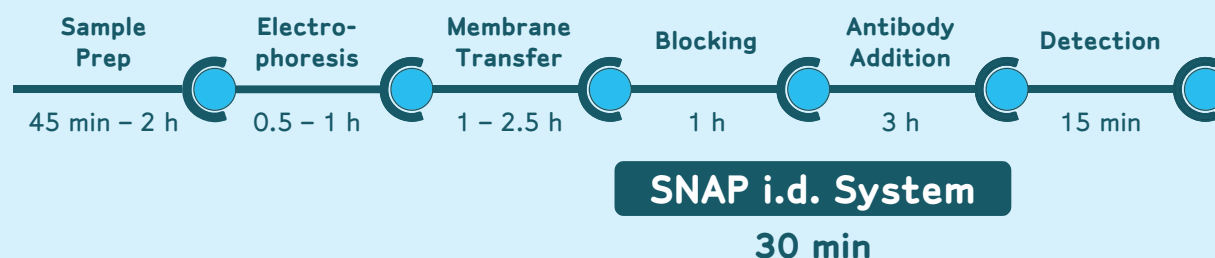 Sample
Prep
Electro-
phoresis
Membrane
Transfer
Blocking
Antibody
Addition
Detection
45 min – 2 h
0.5 – 1 h
1 – 2.5 h
1 h
3 h
15 min
SNAP i.d. System
30 min